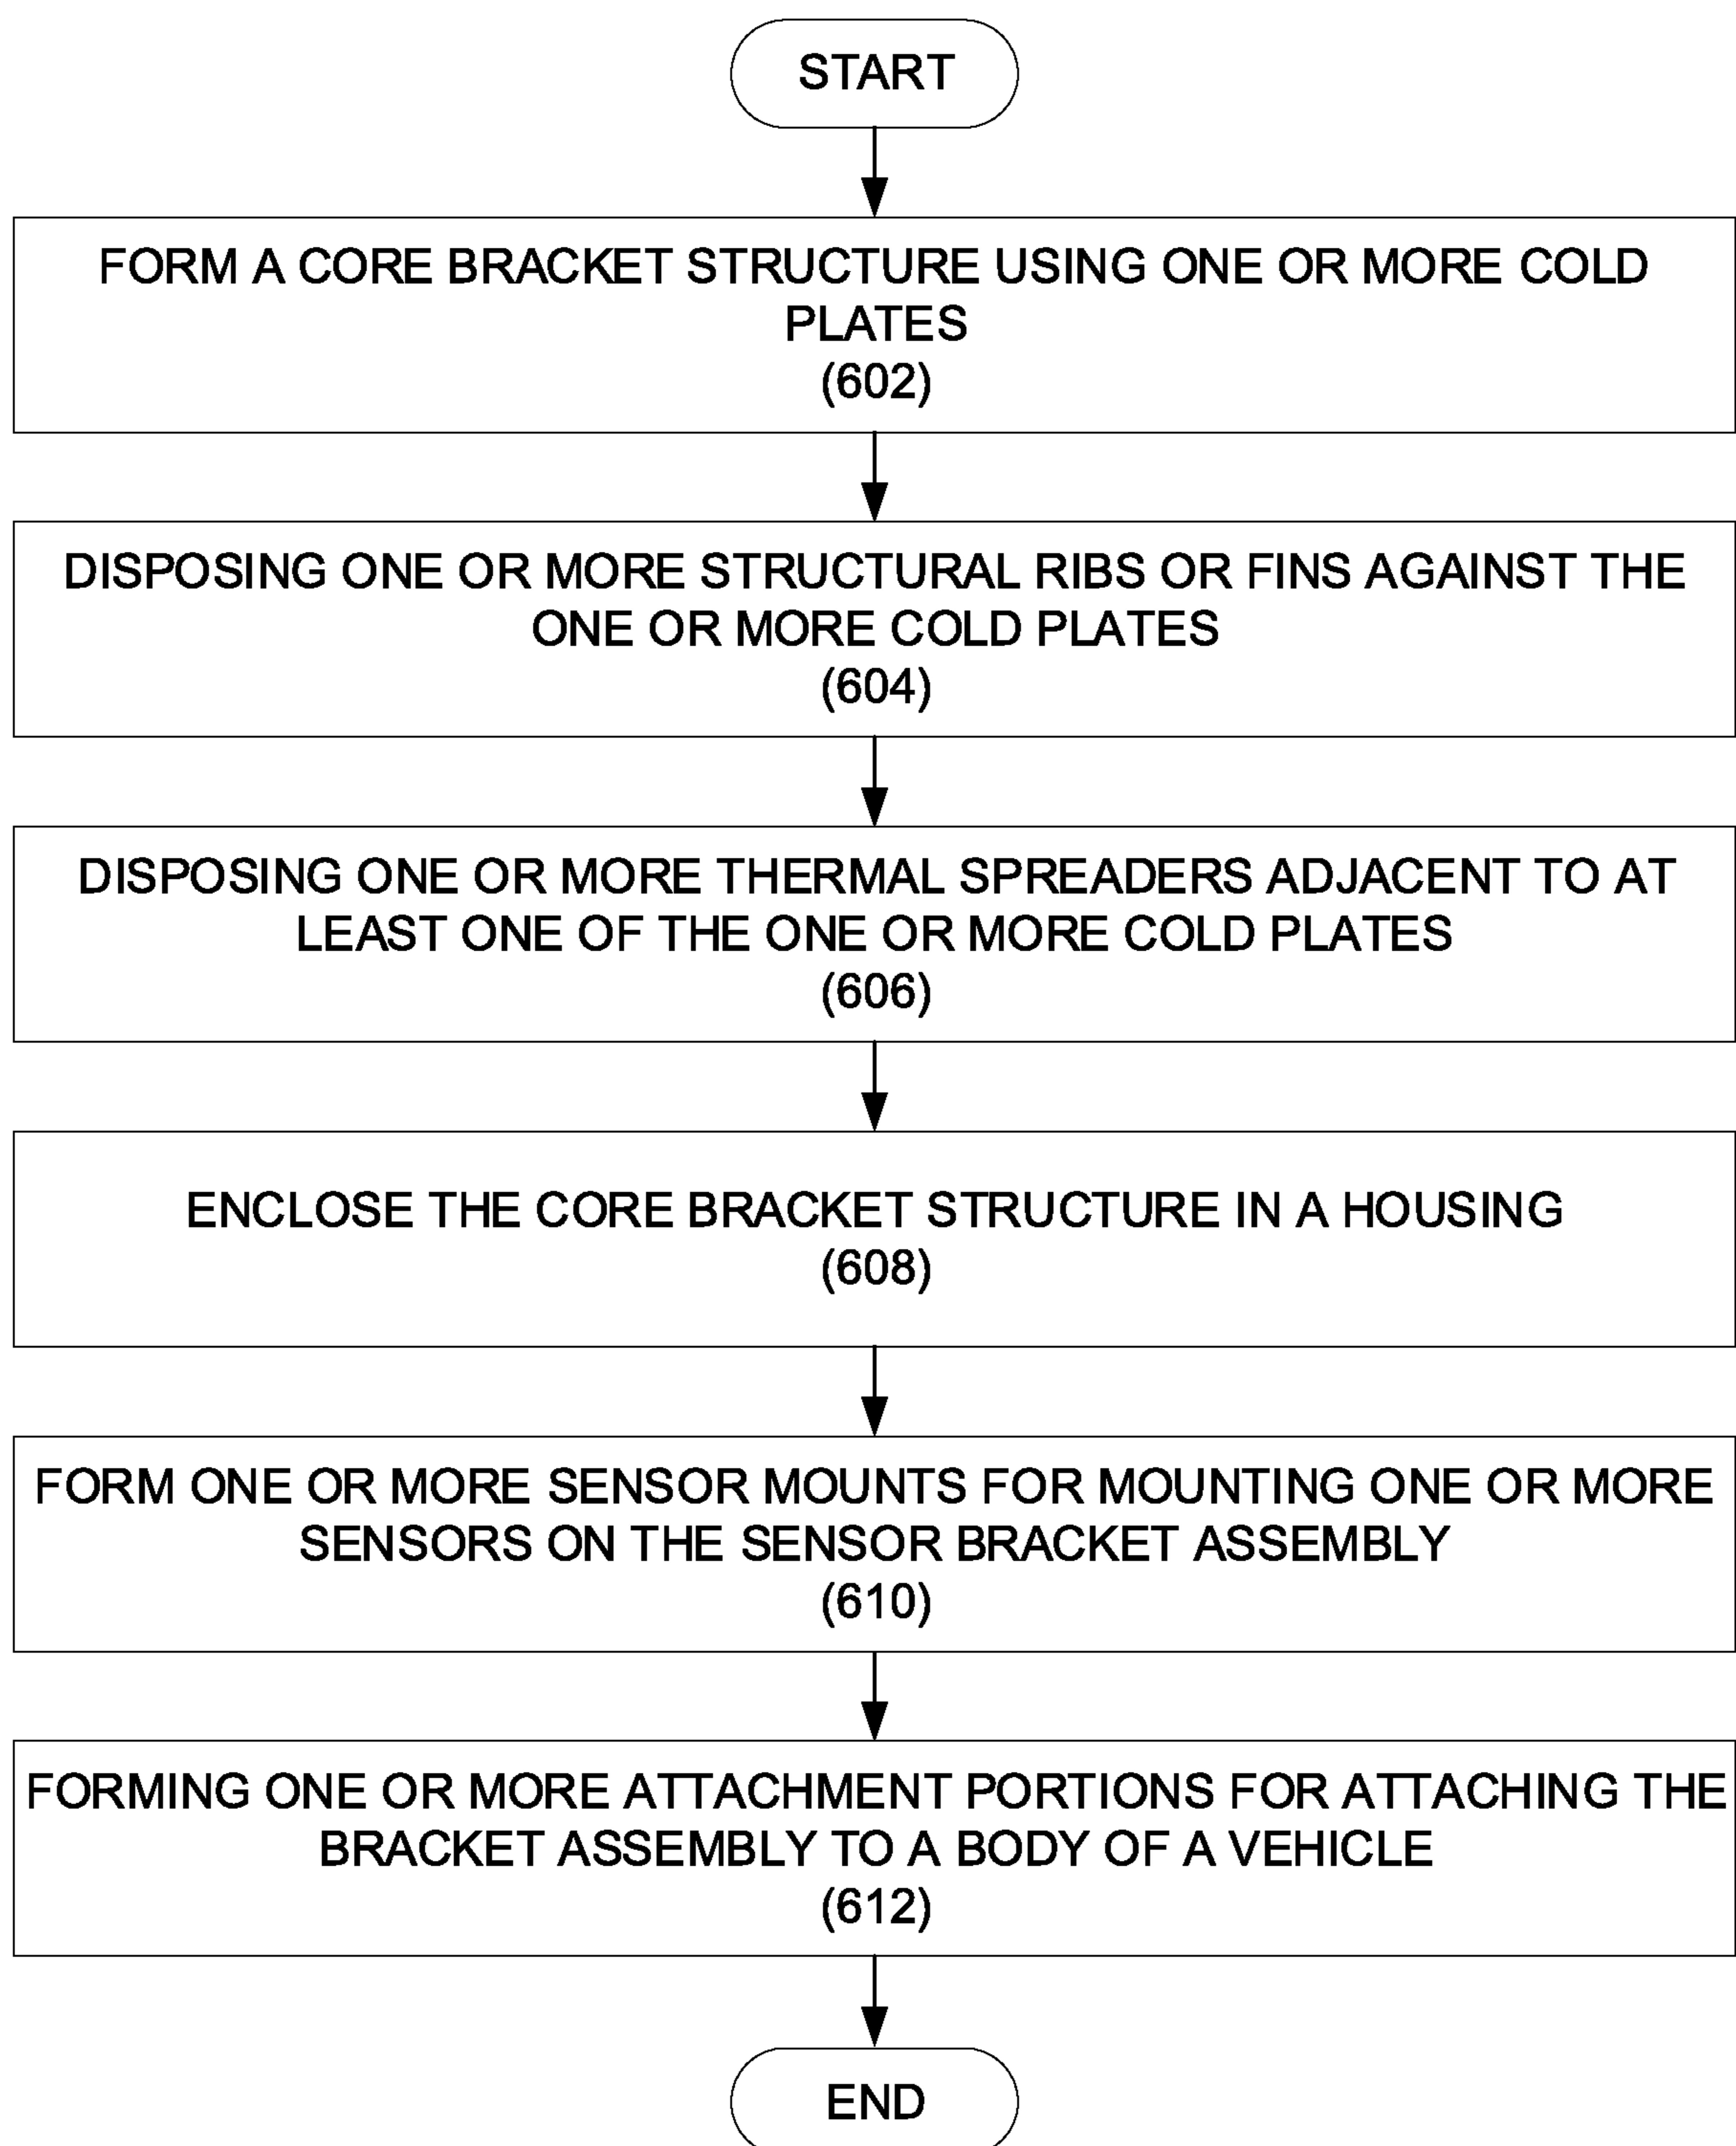 START
FORM A CORE BRACKET STRUCTURE USING ONE OR MORE COLD
PLATES
(602)
DISPOSING ONE OR MORE STRUCTURAL RIBS OR FINS AGAINST THE
ONE OR MORE COLD PLATES
(604)
DISPOSING ONE OR MORE THERMAL SPREADERS ADJACENT TO AT
LEAST ONE OF THE ONE OR MORE COLD PLATES
(606)
ENCLOSE THE CORE BRACKET STRUCTURE IN A HOUSING
(608)
FORM ONE OR MORE SENSOR MOUNTS FOR MOUNTING ONE OR MORE
SENSORS ON THE SENSOR BRACKET ASSEMBLY
(610)
FORMING ONE OR MORE ATTACHMENT PORTIONS FOR ATTACHING THE
BRACKET ASSEMBLY TO A BODY OF A VEHICLE
(612)
END